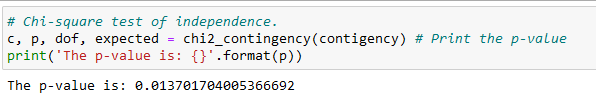 # Chi-square test of independence.
c, p, dof, expected = chi2_contingency(contigency) # Print the p-value
print('The p-value is: {}'.format(p))
The p-value is: 0.013701704005366692